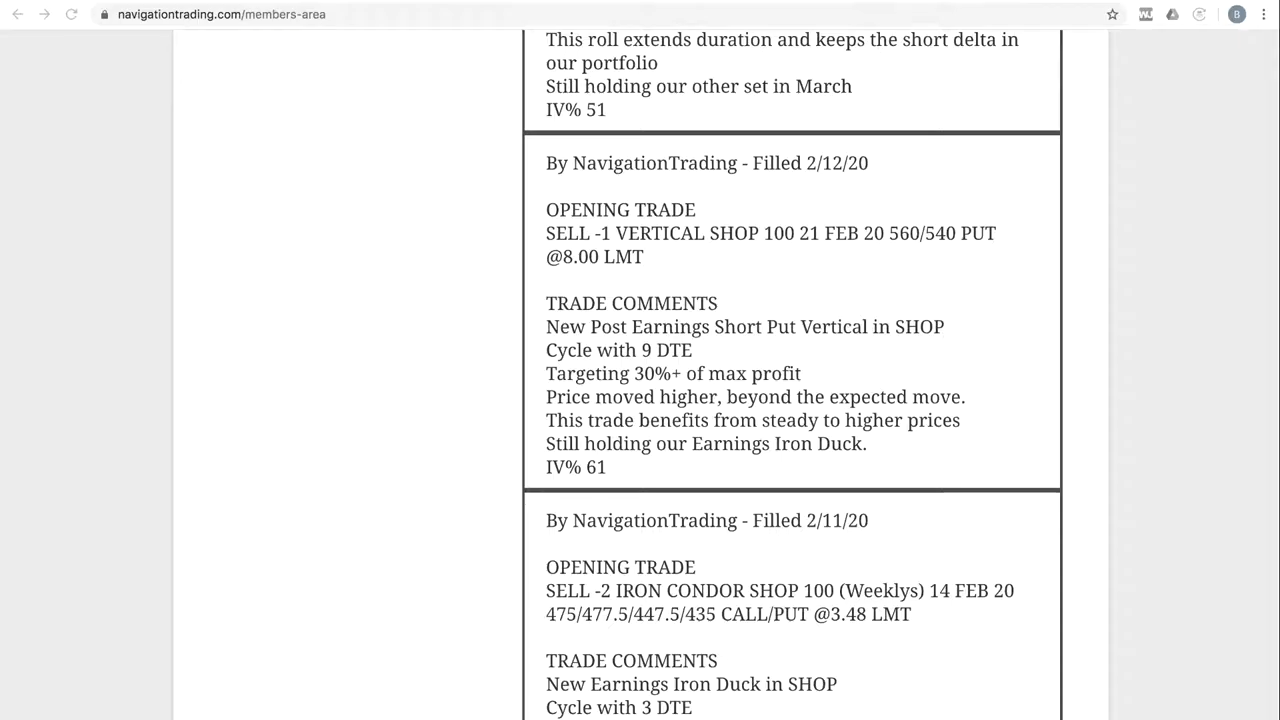 navigationtrading.com/members-area
B
This roll extends duration and keeps the short delta in
our portfolio
Still holding our other set in March
IV% 51
By NavigationTrading - Filled 2/12/20
OPENING TRADE
SELL -1 VERTICAL SHOP 100 21 FEB 20 560/540 PUT
@8.00 LMT
TRADE COMMENTS
New Post Earnings Short Put Vertical in SHOP
Cycle with 9 DTE
Targeting 30%+ of max profit
Price moved higher, beyond the expected move.
This trade benefits from steady to higher prices
Still holding our Earnings Iron Duck.
IV% 61
By NavigationTrading - Filled 2/11/20
OPENING TRADE
SELL -2 IRON CONDOR SHOP 100 (Weeklys) 14 FEB 20
475/477.5/447.5/435 CALL/PUT @3.48 LMT
TRADE COMMENTS
New Earnings Iron Duck in SHOP
Cycle with 3 DTE